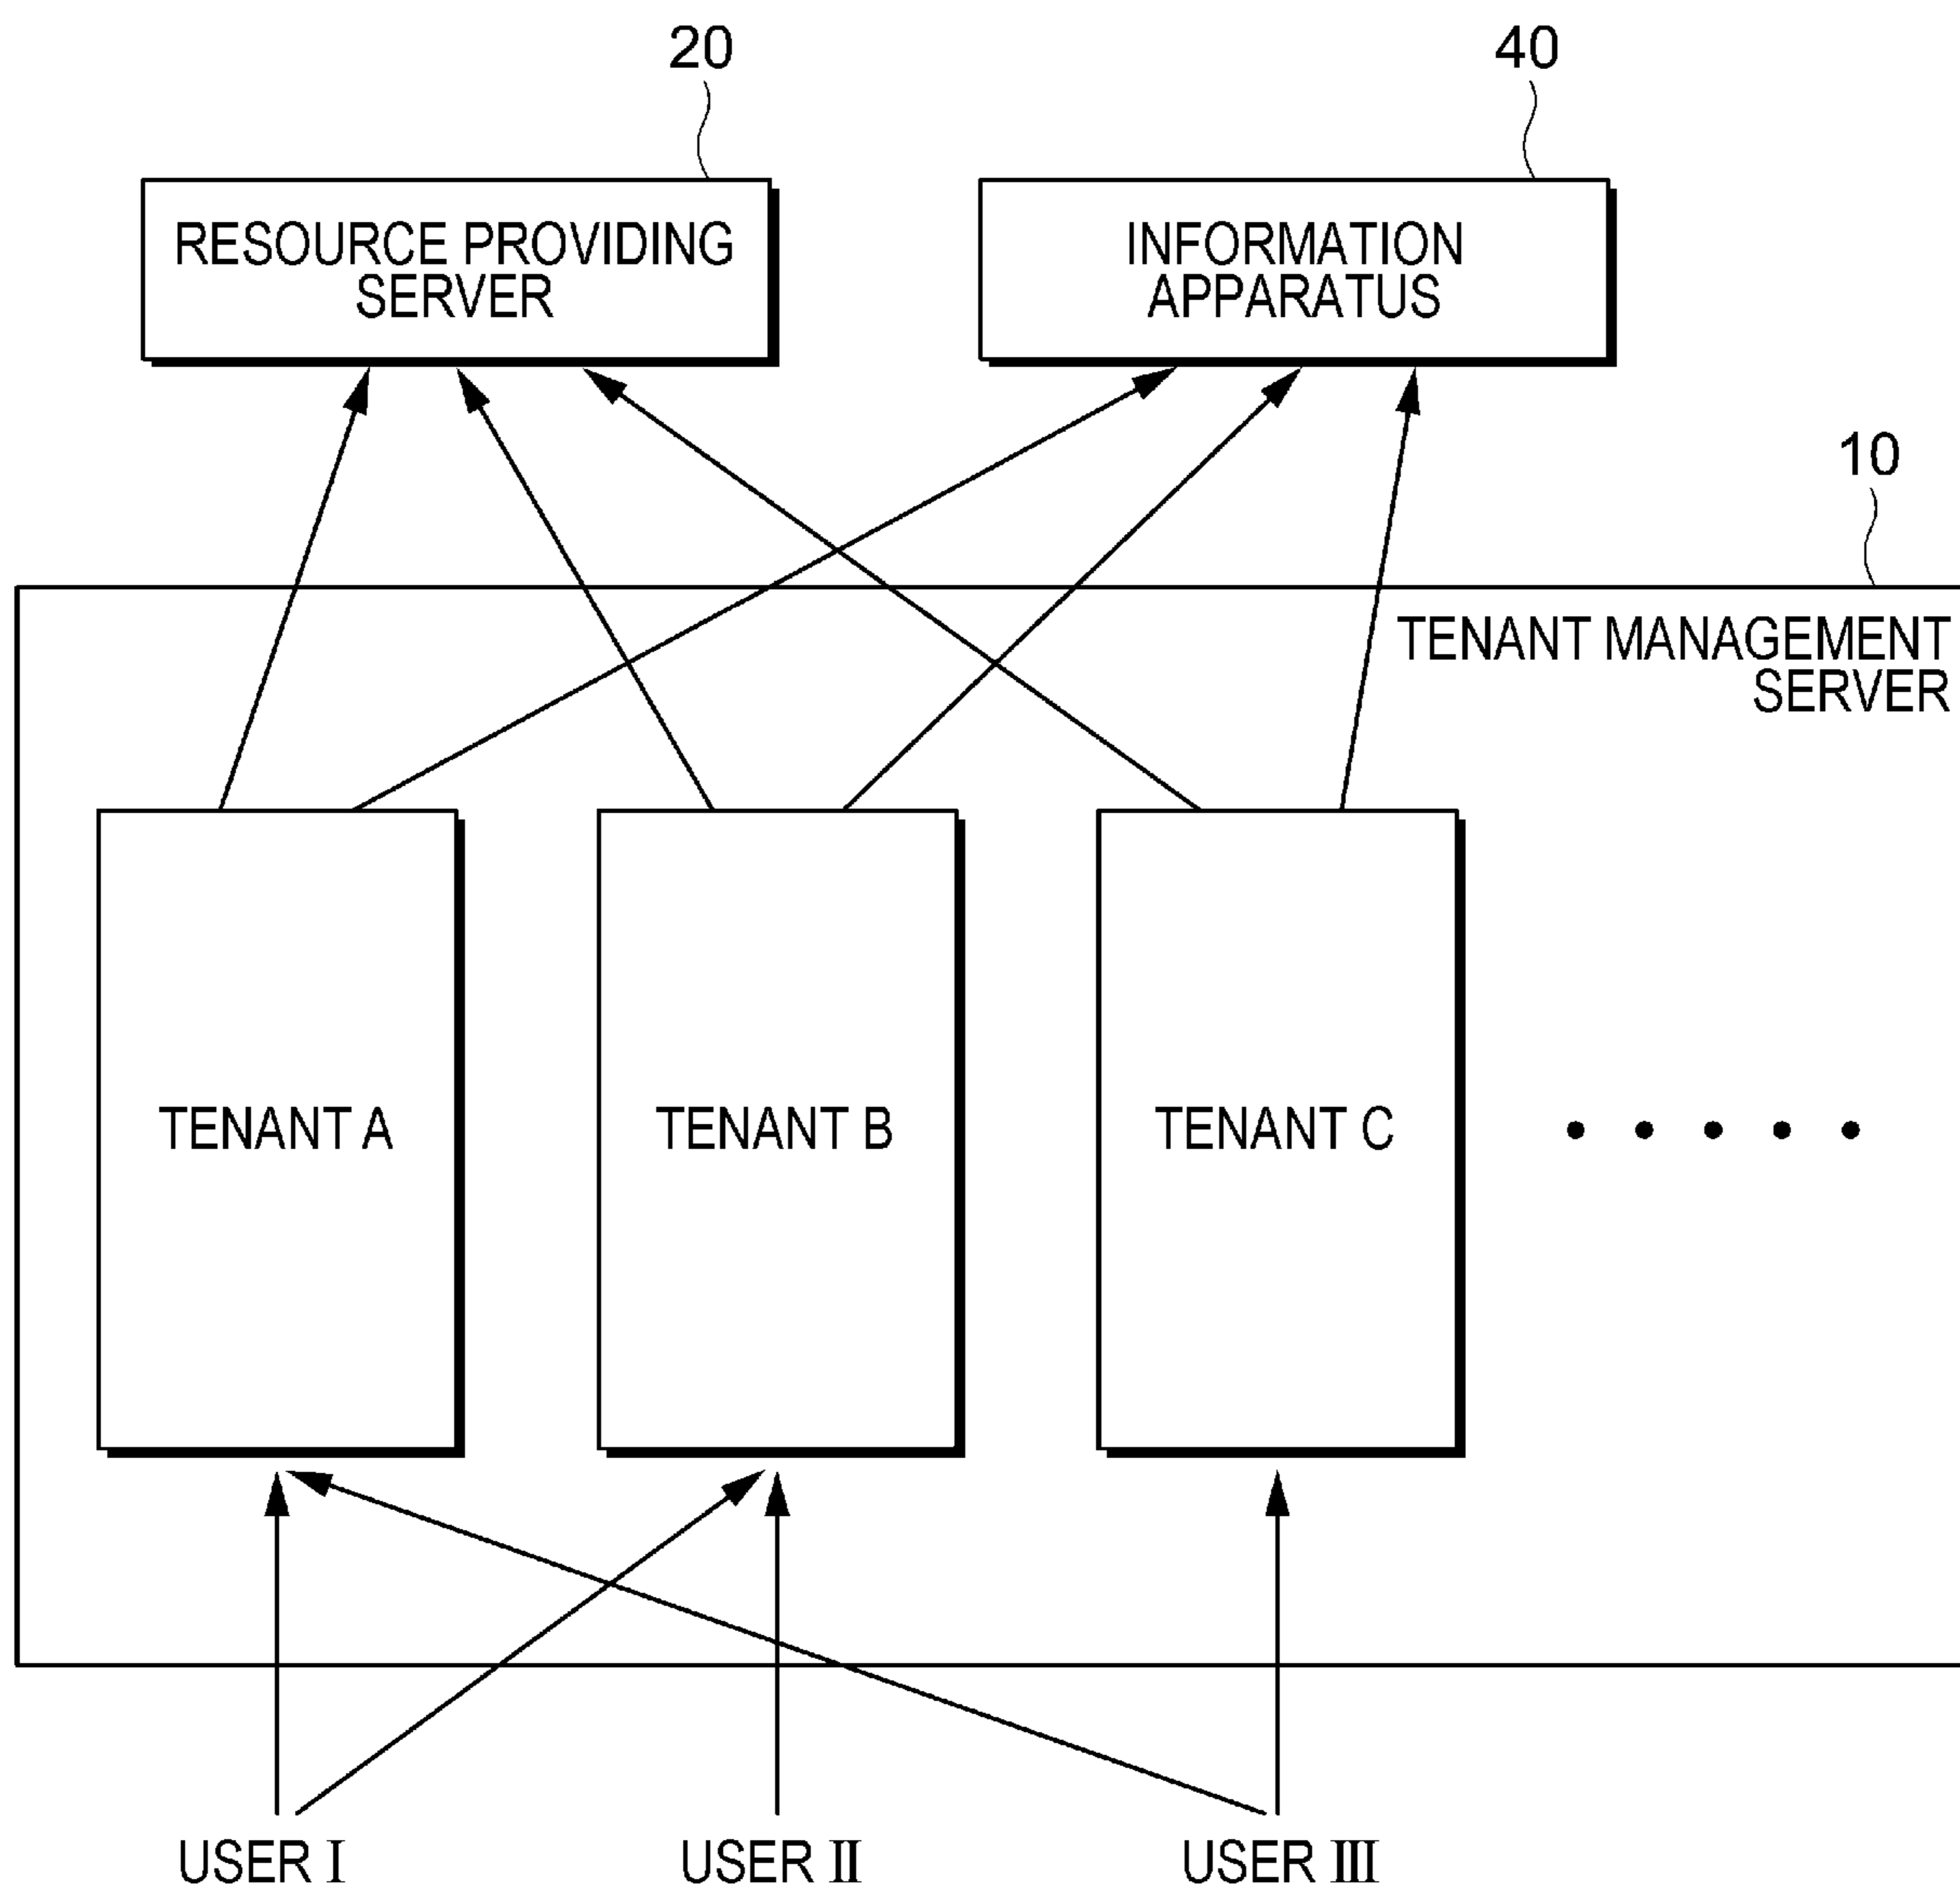 20
40
RESOURCE PROVIDING
SERVER
INFORMATION
APPARATUS
10
TENANT MANAGEMENT
SERVER
TENANT A
TENANT B
TENANT C
USER I
USER II
USER III